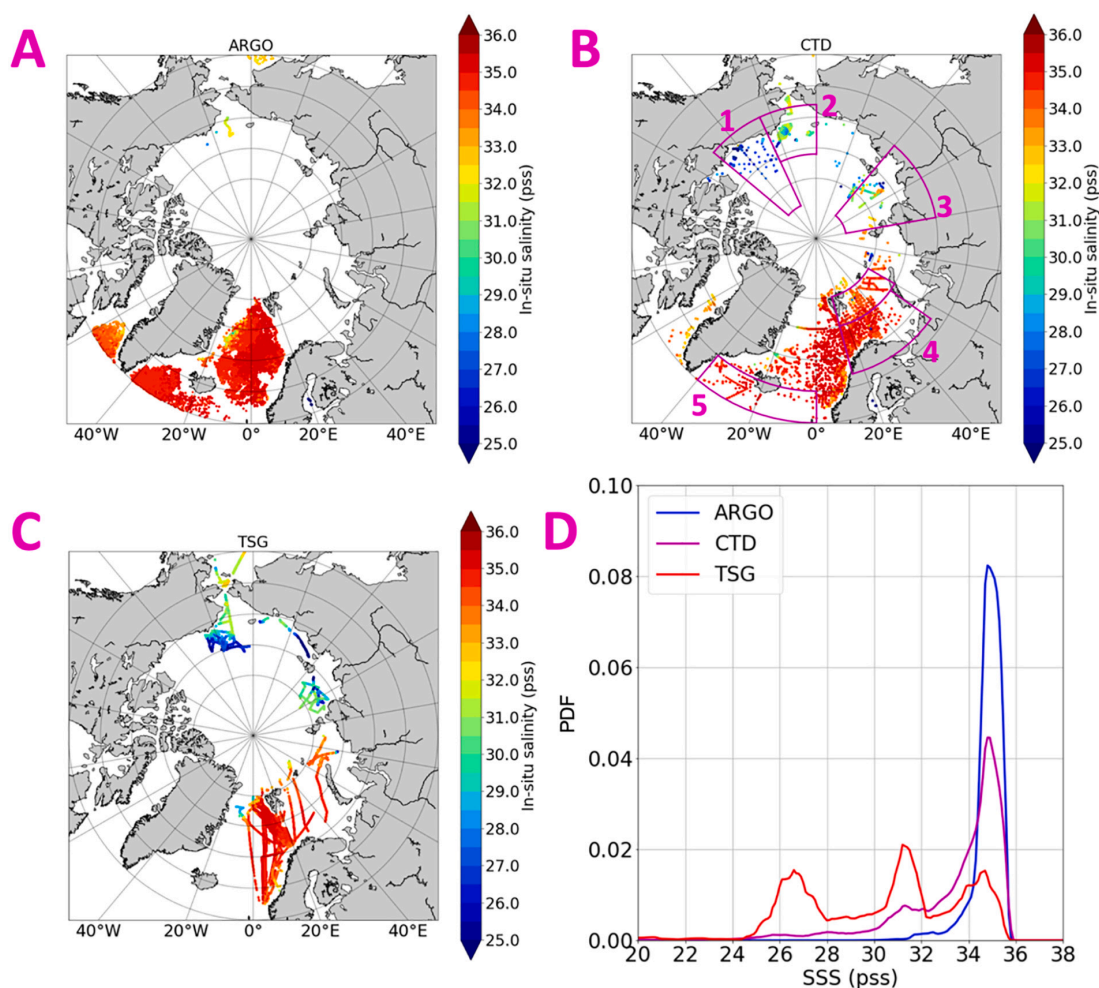 A
ARGO
36.0
35.0
34.0
33.0
32.0
31.0
30.0
29.0
28.0
27.0
26.0
25.0
In-situ salinity (pss)
40°W 20°W 0° 20°E 40°E
B
CTD
1
2
3
4
5
36.0
35.0
34.0
33.0
32.0
31.0
30.0
29.0
28.0
27.0
26.0
25.0
In-situ salinity (pss)
40°W 20°W 0° 20°E 40°E
C
TSG
36.0
35.0
34.0
33.0
32.0
31.0
30.0
29.0
28.0
27.0
26.0
25.0
In-situ salinity (pss)
40°W 20°W 0° 20°E 40°E
D
ARGO
CTD
TSG
0.10
0.08
0.06
0.04
0.02
0.00
PDF
20 22 24 26 28 30 32 34 36 38
SSS (pss)